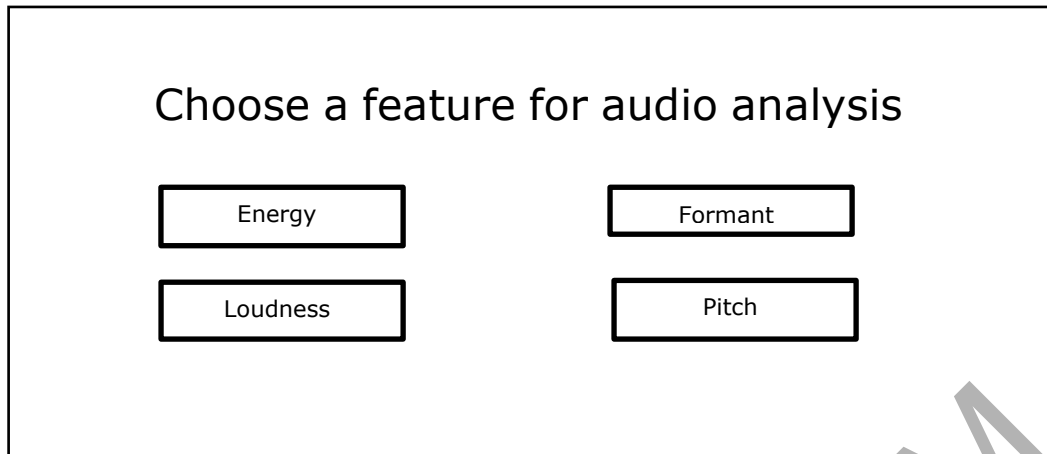 Choose a feature for audio analysis
Energy
Formant
Loudness
Pitch